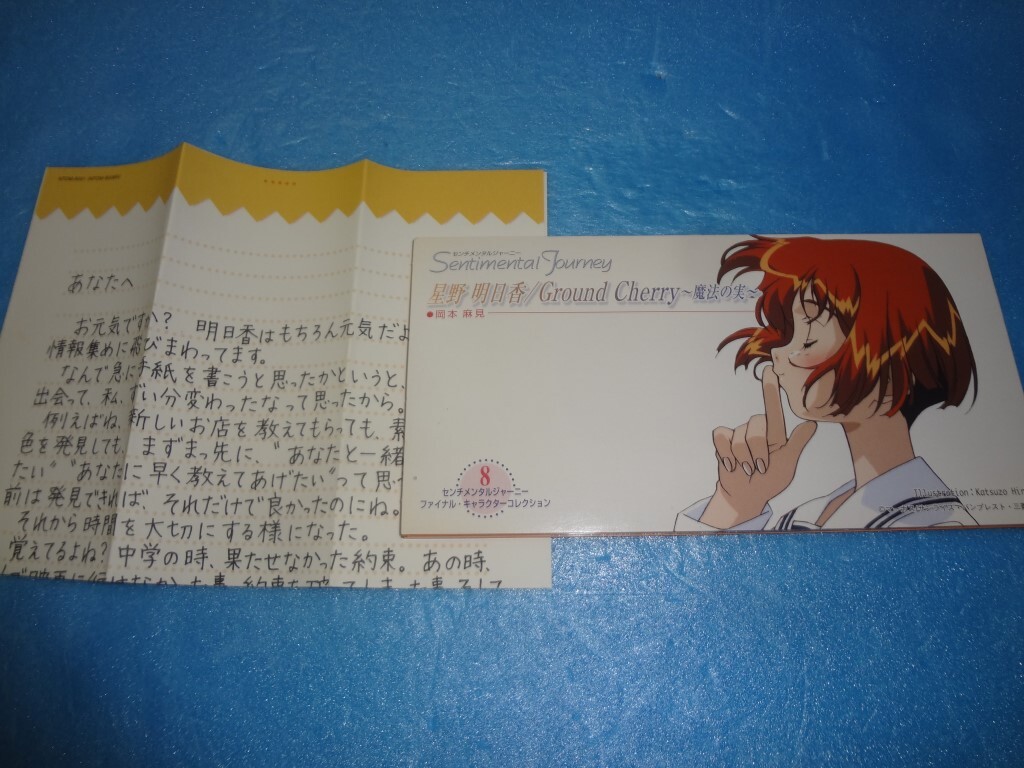 あなたへ
お元気ですか? 明日香はもちろん元気だよ
情報集めに飛びまわってます。
なんで急に手紙を書こうと思ったかというと、
出会って、私、ずい分変わったなって思ったから。
例えばね、新しいお店を教えてもらっても、素
色を発見しても、まずまっ先に、“あなたと一緒
たい”“あなたに早く教えてあげたい”って思
前は発見できれば、それだけで良かったのにね。
それから時間を大切にする様になった。
覚えてるよね? 中学の時、果たせなかった約束。あの時、
センチメンタルジャーニー
Sentimental Journey
星野 明日香/Ground Cherry~魔法の実~
●岡本 麻見
8
センチメンタルジャーニー
ファイナル・キャラクターコレクション
Illustration:Katsuzo Hir